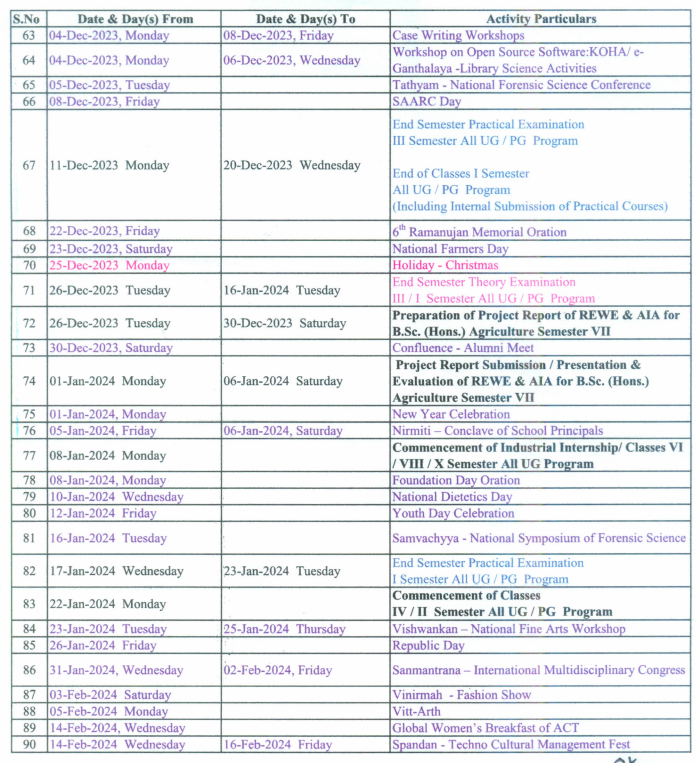 S.No Date & Day(s) From Date & Day(s) To Activity Particulars
63 04-Dec-2023, Monday 08-Dec-2023, Friday Case Writing Workshops
64 04-Dec-2023, Monday 06-Dec-2023, Wednesday Workshop on Open Source Software:KOHA/ e-
Ganthalaya -Library Science Activities
65 05-Dec-2023, Tuesday Tathyam - National Forensic Science Conference
66 08-Dec-2023, Friday SAARC Day
67 11-Dec-2023 Monday 20-Dec-2023 Wednesday End Semester Practical Examination
III Semester All UG / PG Program
End of Classes I Semester
All UG / PG Program
(Including Internal Submission of Practical Courses)
68 22-Dec-2023, Friday 6th Ramanujan Memorial Oration
69 23-Dec-2023, Saturday National Farmers Day
70 25-Dec-2023 Monday Holiday - Christmas
71 26-Dec-2023 Tuesday 16-Jan-2024 Tuesday End Semester Theory Examination
III / I Semester All UG / PG Program
72 26-Dec-2023 Tuesday 30-Dec-2023 Saturday Preparation of Project Report of REWE & AIA for
B.Sc. (Hons.) Agriculture Semester VII
73 30-Dec-2023, Saturday Confluence - Alumni Meet
74 01-Jan-2024 Monday 06-Jan-2024 Saturday Project Report Submission / Presentation &
Evaluation of REWE & AIA for B.Sc. (Hons.)
Agriculture Semester VII
75 01-Jan-2024, Monday New Year Celebration
76 05-Jan-2024, Friday 06-Jan-2024, Saturday Nirmiti – Conclave of School Principals
77 08-Jan-2024 Monday Commencement of Industrial Internship/ Classes VI
/ VIII / X Semester All UG Program
78 08-Jan-2024, Monday Foundation Day Oration
79 10-Jan-2024 Wednesday National Dietetics Day
80 12-Jan-2024 Friday Youth Day Celebration
81 16-Jan-2024 Tuesday Samvachyya - National Symposium of Forensic Science
82 17-Jan-2024 Wednesday 23-Jan-2024 Tuesday End Semester Practical Examination
I Semester All UG / PG Program
83 22-Jan-2024 Monday Commencement of Classes
IV / II Semester All UG / PG Program
84 23-Jan-2024 Tuesday 25-Jan-2024 Thursday Vishwankan – National Fine Arts Workshop
85 26-Jan-2024 Friday Republic Day
86 31-Jan-2024, Wednesday 02-Feb-2024, Friday Sanmantrana – International Multidisciplinary Congress
87 03-Feb-2024 Saturday Vinirmah - Fashion Show
88 05-Feb-2024 Monday Vitt-Arth
89 14-Feb-2024, Wednesday Global Women's Breakfast of ACT
90 14-Feb-2024 Wednesday 16-Feb-2024 Friday Spandan - Techno Cultural Management Fest